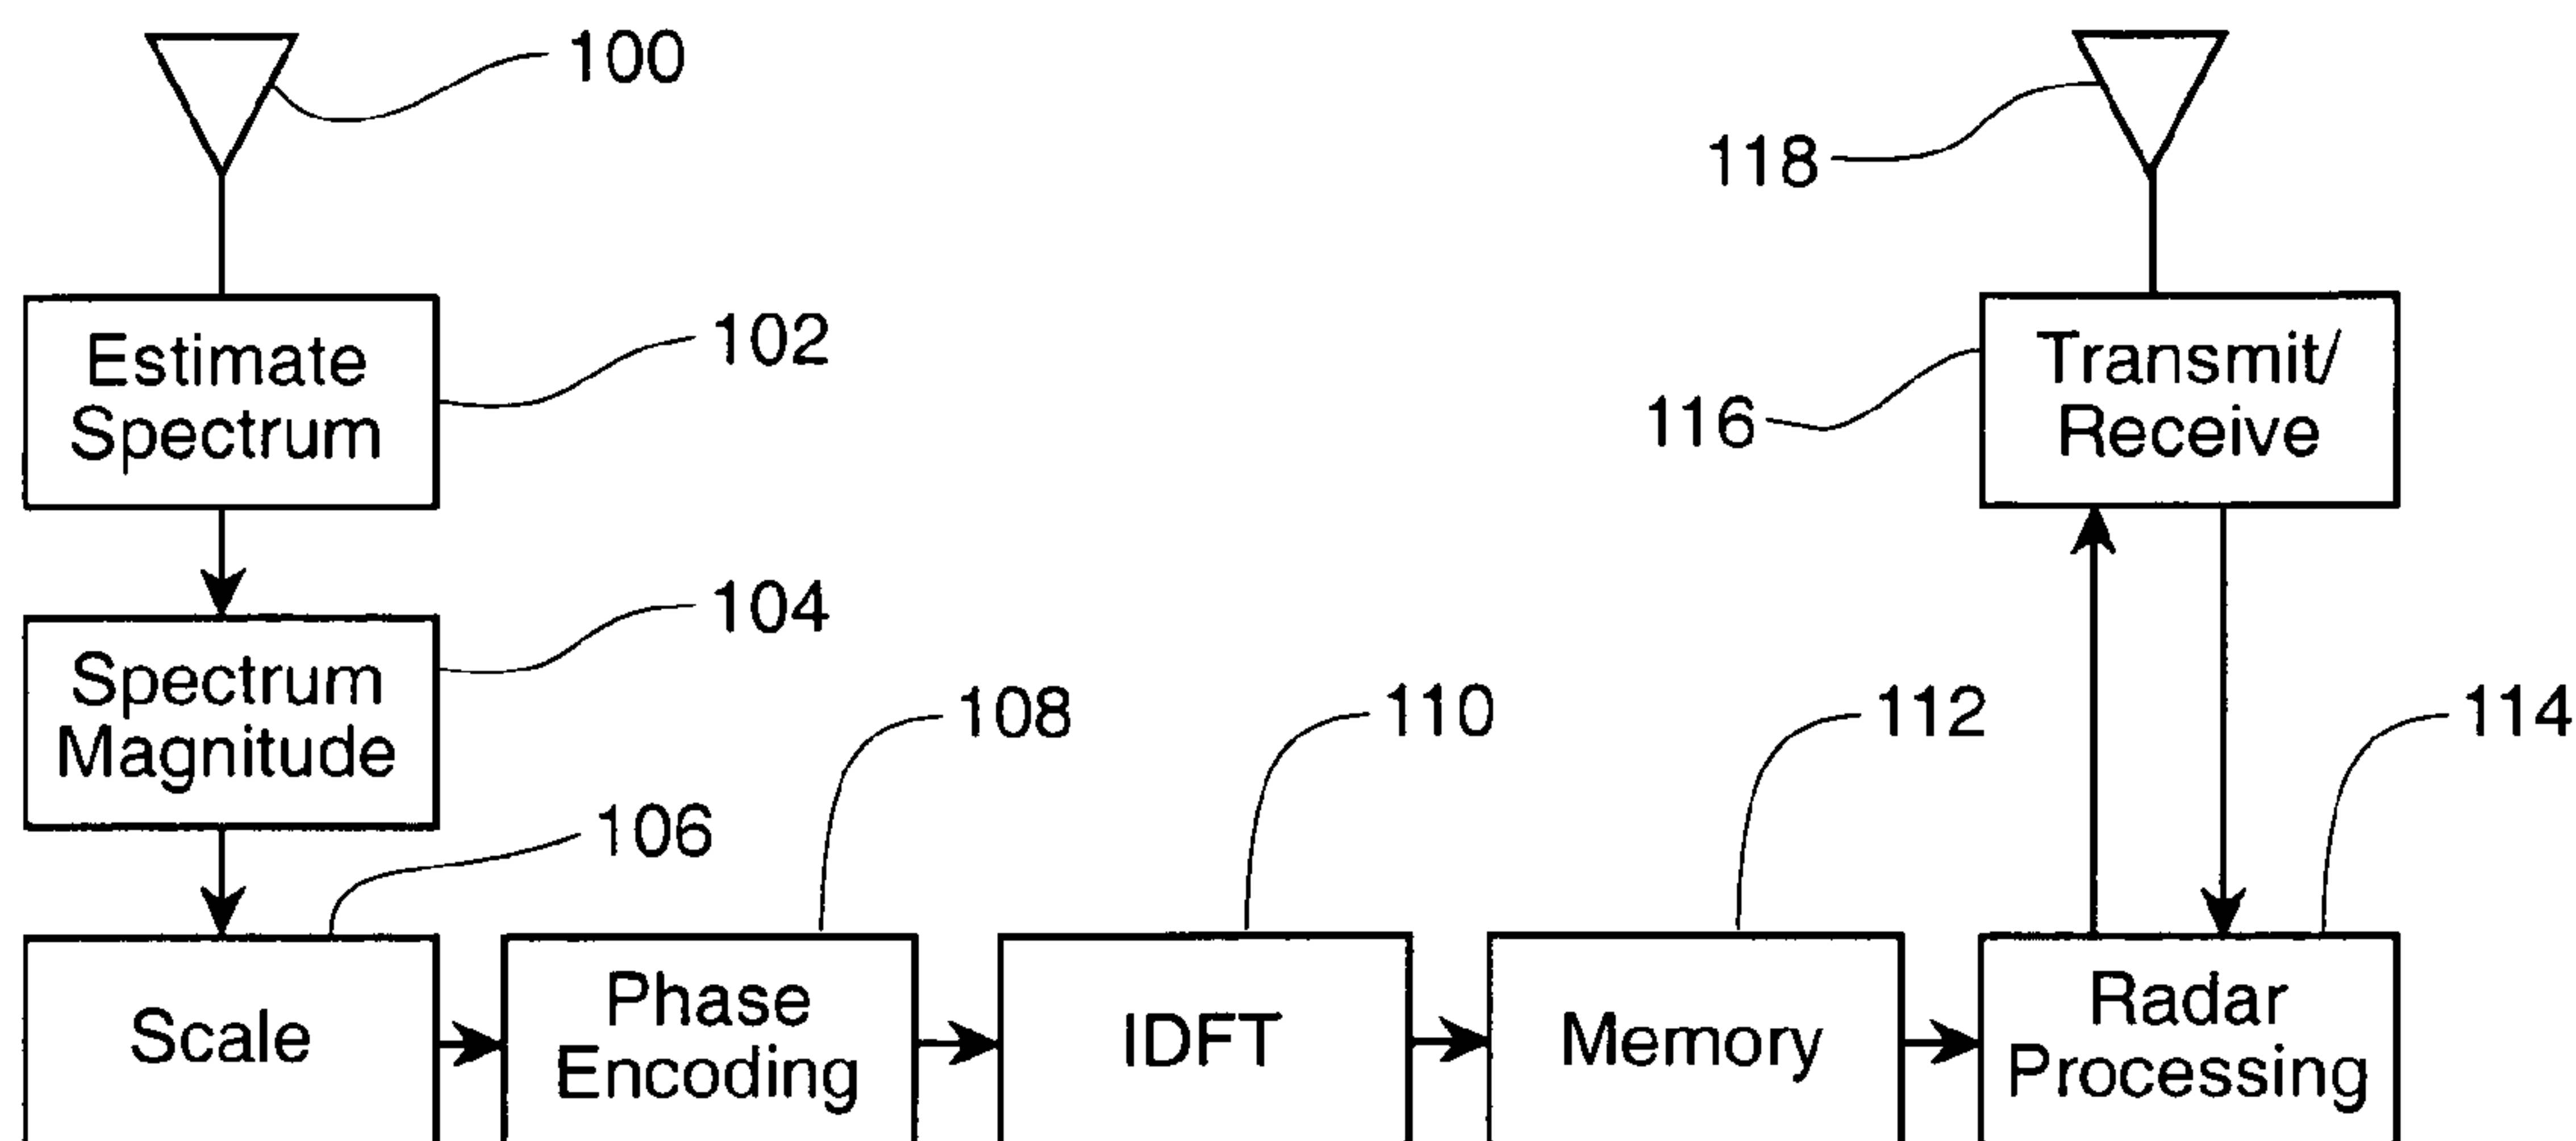 100
118
Estimate
Spectrum
102
Transmit/
Receive
116
104
Spectrum
Magnitude
106
108
110
112
114
Scale
Phase
Encoding
IDFT
Memory
Radar
Processing